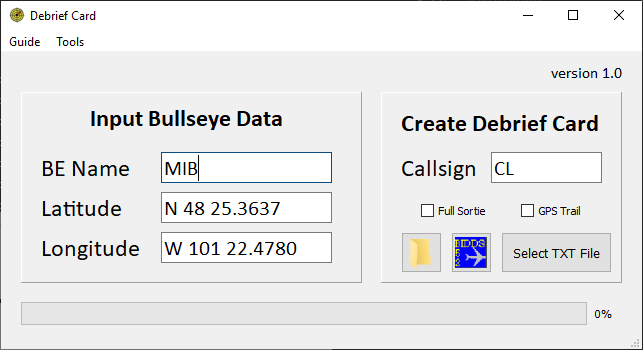 Debrief Card
Guide Tools
version 1.0
Input Bullseye Data
BE Name MIB
Latitude N 48 25.3637
Longitude W 101 22.4780
Create Debrief Card
Callsign CL
Full Sortie GPS Trail
Select TXT File
0%